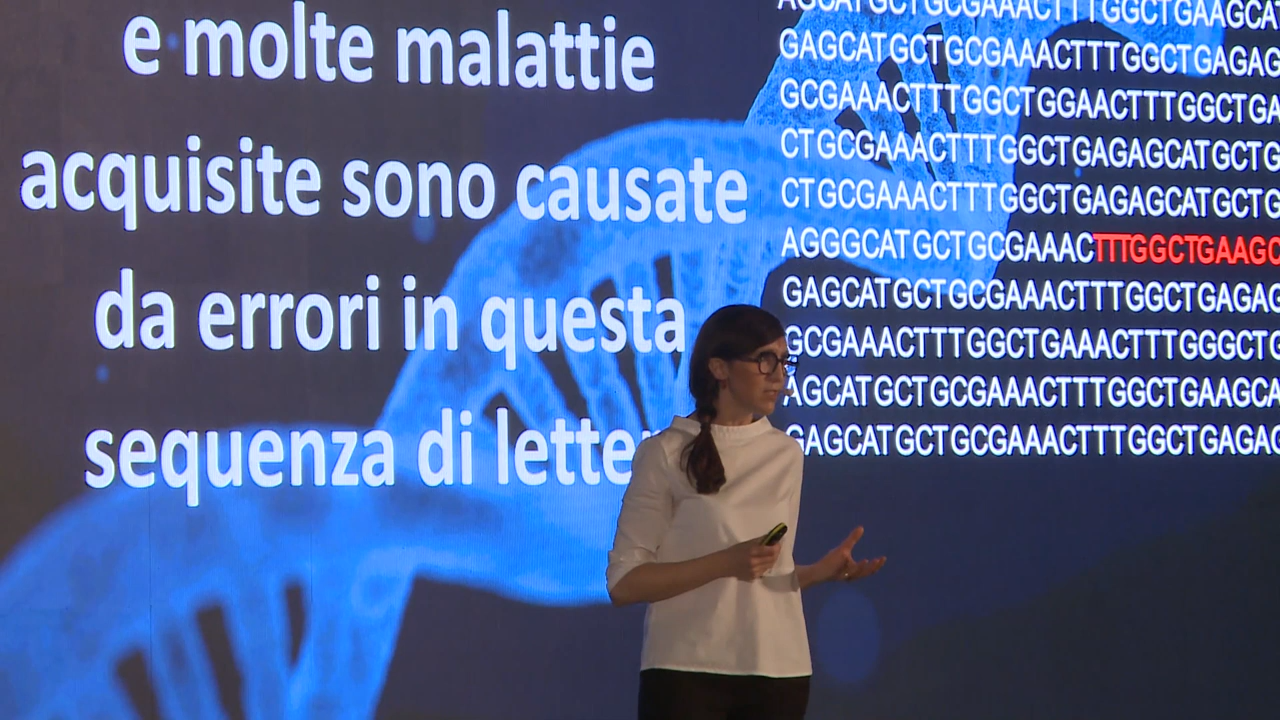 e molte malattie
acquisite sono causate
da errori in questa
sequenza di
AGCATGCTGCGAAACTTTGGCTGAAGCA
GAGCATGCTGCGAAACTTTGGCTGAGAG
GCGAAACTTTGGCTGGAACTTTGGCTGA
CTGCGAAACTTTGGCTGAGAGCATGCTG
CTGCGAAACTTTGGCTGAGAGCATGCTG
AGGGCATGCTGCGAAACTTTGGCTGAAGC
GAGCATGCTGCGAAACTTTGGCTGAGAG
GCGAAACTTTGGCTGAAACTTTGGGCTG
AGCATGCTGCGAAACTTTGGCTGAAGCA
GAGCATGCTGCGAAACTTTGGCTGAGAG